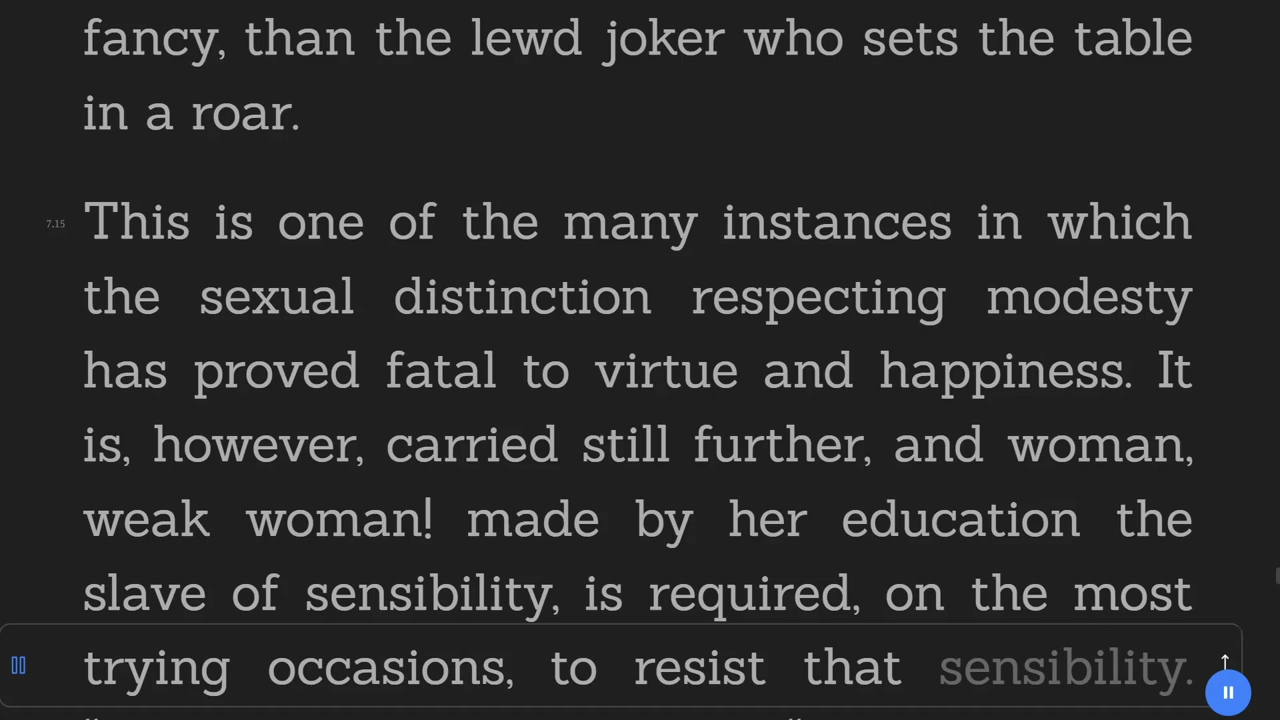 fancy, than the lewd joker who sets the table
in a roar.
7.15
This is one of the many instances in which
the sexual distinction respecting modesty
has proved fatal to virtue and happiness. It
is, however, carried still further, and woman,
weak woman! made by her education the
slave of sensibility, is required, on the most
trying occasions, to resist that sensibility.